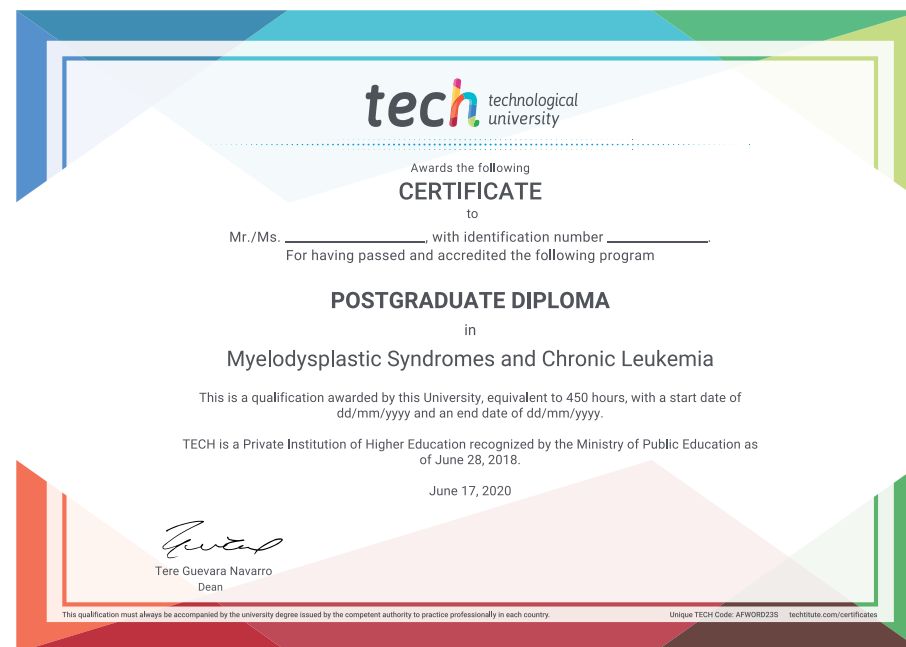 tech technological
university
Awards the following
CERTIFICATE
to
Mr./Ms. __________________, with identification number _____________.
For having passed and accredited the following program
POSTGRADUATE DIPLOMA
in
Myelodysplastic Syndromes and Chronic Leukemia
This is a qualification awarded by this University, equivalent to 450 hours, with a start date of
dd/mm/yyyy and an end date of dd/mm/yyyy.
TECH is a Private Institution of Higher Education recognized by the Ministry of Public Education as
of June 28, 2018.
June 17, 2020
Tere Guevara Navarro
Dean
This qualification must always be accompanied by the university degree issued by the competent authority to practice professionally in each country. Unique TECH Code: AFWORD23S techtitute.com/certificates